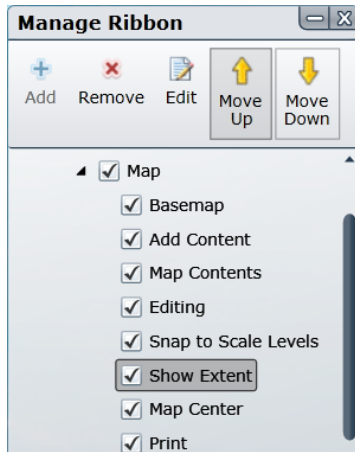 Manage Ribbon
Add
Remove
Edit
Move
Up
Move
Down
Map
Basemap
Add Content
Map Contents
Editing
Snap to Scale Levels
Show Extent
Map Center
Print